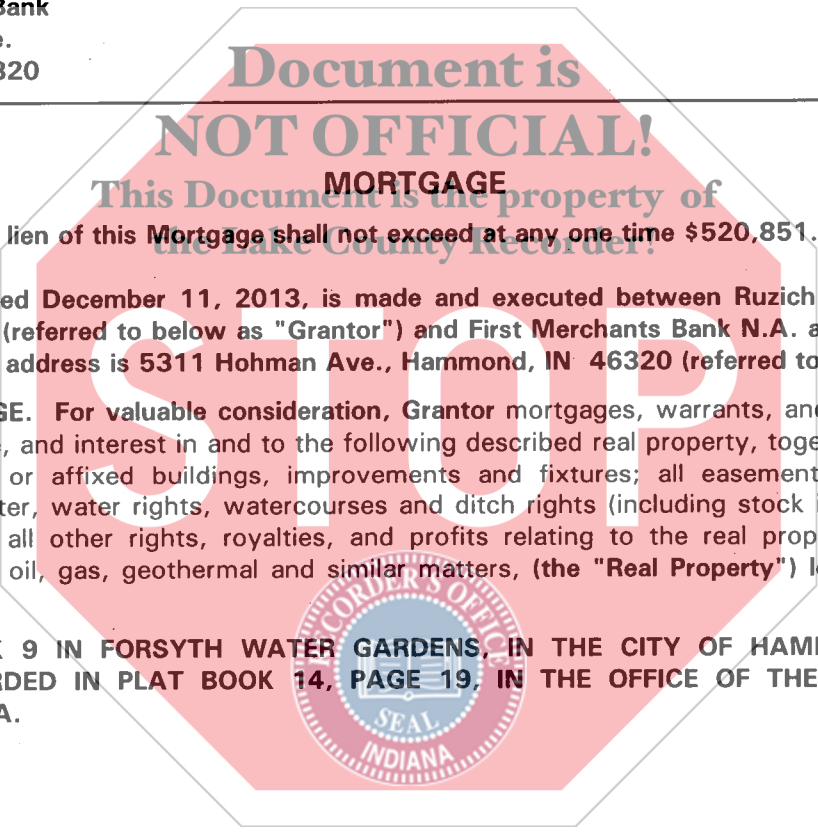 Bank
e.
320
Document is
NOT OFFICIAL!
MORTGAGE
This Document is the property of
the Lake County Recorder!
lien of this Mortgage shall not exceed at any one time $520,851.
ed December 11, 2013, is made and executed between Ruzich
(referred to below as "Grantor") and First Merchants Bank N.A. a
address is 5311 Hohman Ave., Hammond, IN 46320 (referred to
GE. For valuable consideration, Grantor mortgages, warrants, and
, and interest in and to the following described real property, toge
or affixed buildings, improvements and fixtures; all easement
ter, water rights, watercourses and ditch rights (including stock i
all other rights, royalties, and profits relating to the real prop
oil, gas, geothermal and similar matters, (the "Real Property") l
STOP
K 9 IN FORSYTH WATER GARDENS, IN THE CITY OF HAM
RDED IN PLAT BOOK 14, PAGE 19, IN THE OFFICE OF THE
A.
RECORDER'S OFFICE
SEAL
INDIANA